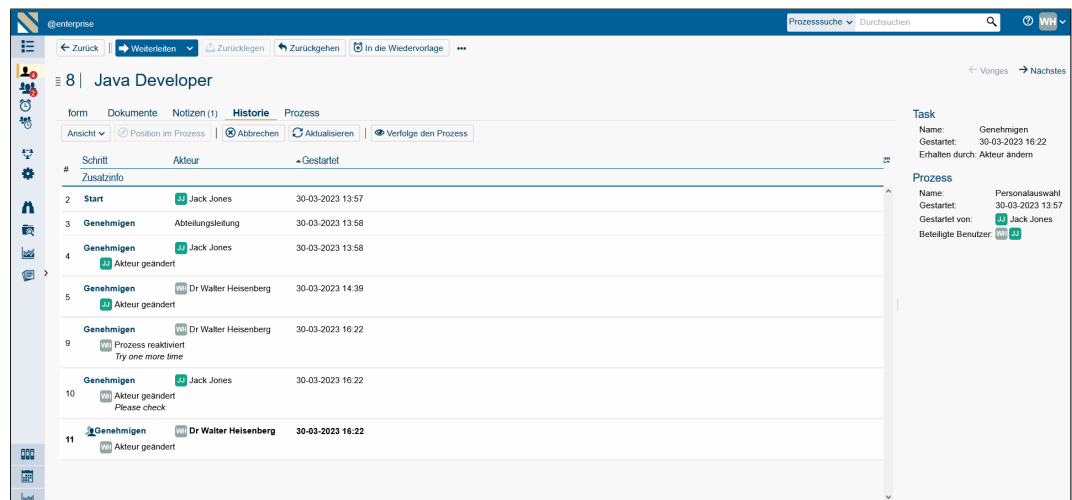 @enterprise
Prozesssuche
Durchsuchen
WH
Zurück
Weiterleiten
Zurücklegen
Zurückgehen
In die Wiedervorlage
4
2
8 | Java Developer
Voriges
Nächstes
form Dokumente Notizen (1) Historie Prozess
Ansicht
Position im Prozess
Abbrechen
Aktualisieren
Verfolge den Prozess
# Schritt Akteur Gestartet
Zusatzinfo
2 Start JJ Jack Jones 30-03-2023 13:57
3 Genehmigen Abteilungsleitung 30-03-2023 13:58
4 Genehmigen JJ Jack Jones 30-03-2023 13:58
JJ Akteur geändert
5 Genehmigen WH Dr Walter Heisenberg 30-03-2023 14:39
JJ Akteur geändert
9 Genehmigen WH Dr Walter Heisenberg 30-03-2023 16:22
WH Prozess reaktiviert
Try one more time
10 Genehmigen JJ Jack Jones 30-03-2023 16:22
WH Akteur geändert
Please check
11 Genehmigen WH Dr Walter Heisenberg 30-03-2023 16:22
WH Akteur geändert
Task
Name: Genehmigen
Gestartet: 30-03-2023 16:22
Erhalten durch: Akteur ändern
Prozess
Name: Personalauswahl
Gestartet: 30-03-2023 13:57
Gestartet von: JJ Jack Jones
Beteiligte Benutzer: WH JJ